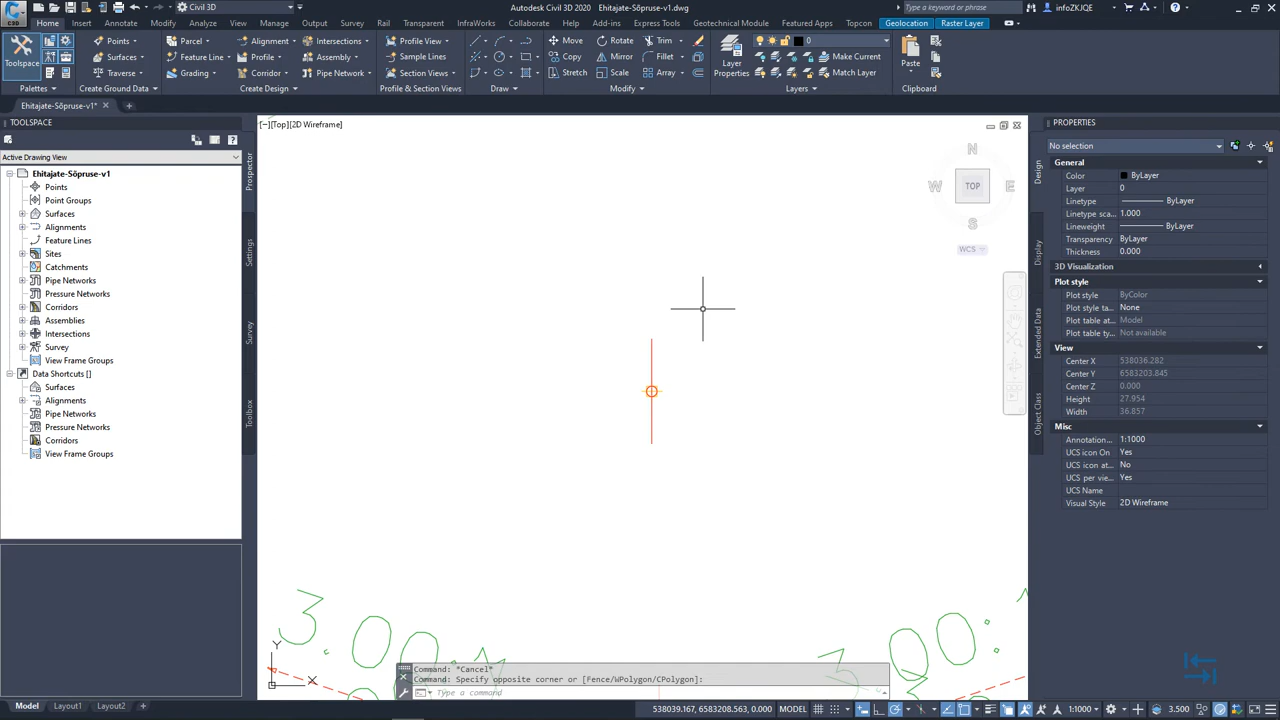 Civil 3D
Autodesk Civil 3D 2020 Ehitajate-Sõpruse-v1.dwg
Type a keyword or phrase
infoZKJQE
Home Insert Annotate Modify Analyze View Manage Output Survey Rail Transparent InfraWorks Collaborate Help Add-ins Express Tools Geotechnical Module Featured Apps Topcon Geolocation Raster Layer
Toolspace
Palettes
Points
Surfaces
Traverse
Create Ground Data
Parcel
Feature Line
Grading
Alignment
Profile
Corridor
Intersections
Assembly
Pipe Network
Create Design
Profile View
Sample Lines
Section Views
Profile & Section Views
Draw
Move
Copy
Stretch
Rotate
Mirror
Scale
Trim
Fillet
Array
Modify
Layer
Properties
0
Make Current
Match Layer
Layers
Paste
Clipboard
Ehitajate-Sõpruse-v1*
TOOLSPACE
Active Drawing View
Ehitajate-Sõpruse-v1
Points
Point Groups
Surfaces
Alignments
Feature Lines
Sites
Catchments
Pipe Networks
Pressure Networks
Corridors
Assemblies
Intersections
Survey
View Frame Groups
Data Shortcuts []
Surfaces
Alignments
Pipe Networks
Pressure Networks
Corridors
View Frame Groups
Prospector
Settings
Survey
Toolbox
[−][Top][2D Wireframe]
N
W TOP E
S
WCS
Y
X
Command: *Cancel*
Command: Specify opposite corner or [Fence/WPolygon/CPolygon]:
Type a command
Design
Display
Extended Data
Object Class
PROPERTIES
No selection
General
Color ByLayer
Layer 0
Linetype ByLayer
Linetype sca... 1.000
Lineweight ByLayer
Transparency ByLayer
Thickness 0.000
3D Visualization
Plot style
Plot style ByColor
Plot style ta... None
Plot table at... Model
Plot table ty... Not available
View
Center X 538036.282
Center Y 6583203.845
Center Z 0.000
Height 27.954
Width 36.857
Misc
Annotation... 1:1000
UCS icon On Yes
UCS icon at... No
UCS per vie... Yes
UCS Name
Visual Style 2D Wireframe
Model Layout1 Layout2
538039.167, 6583208.563, 0.000 MODEL
1:1000
3.500